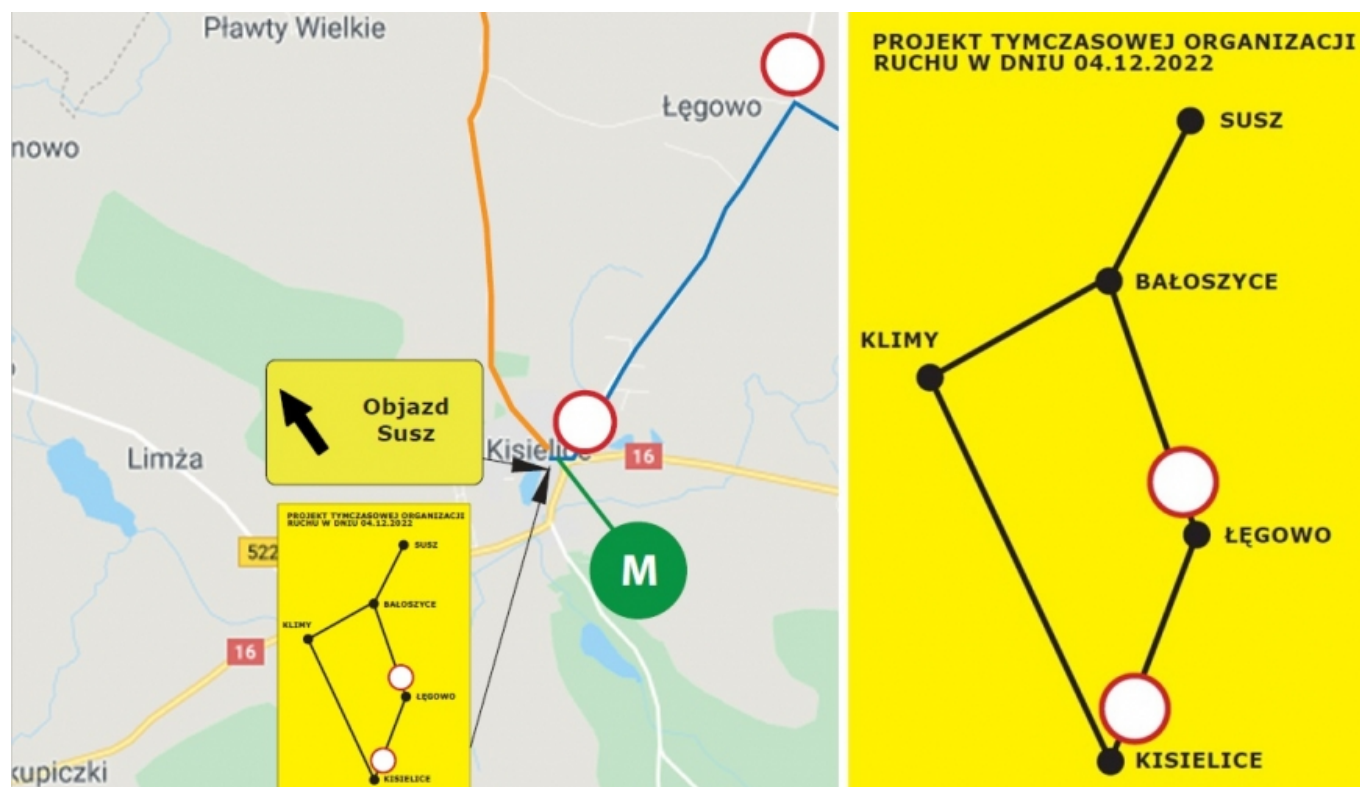 Pławty Wielkie
Łęgowo
nowo
Objazd
Susz
Kisielice
16
Limża
522
M
16
kupiczki
PROJEKT TYMCZASOWEJ ORGANIZACJI
RUCHU W DNIU 04.12.2022
SUSZ
BAŁOSZYCE
KLIMY
ŁĘGOWO
KISIELICE
PROJEKT TYMCZASOWEJ ORGANIZACJI
RUCHU W DNIU 04.12.2022
SUSZ
BAŁOSZYCE
KLIMY
ŁĘGOWO
KISIELICE